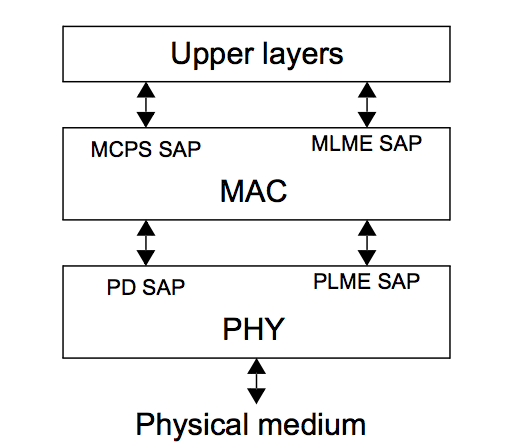 Upper layers
MCPS SAP
MLME SAP
MAC
PD SAP
PLME SAP
PHY
Physical medium